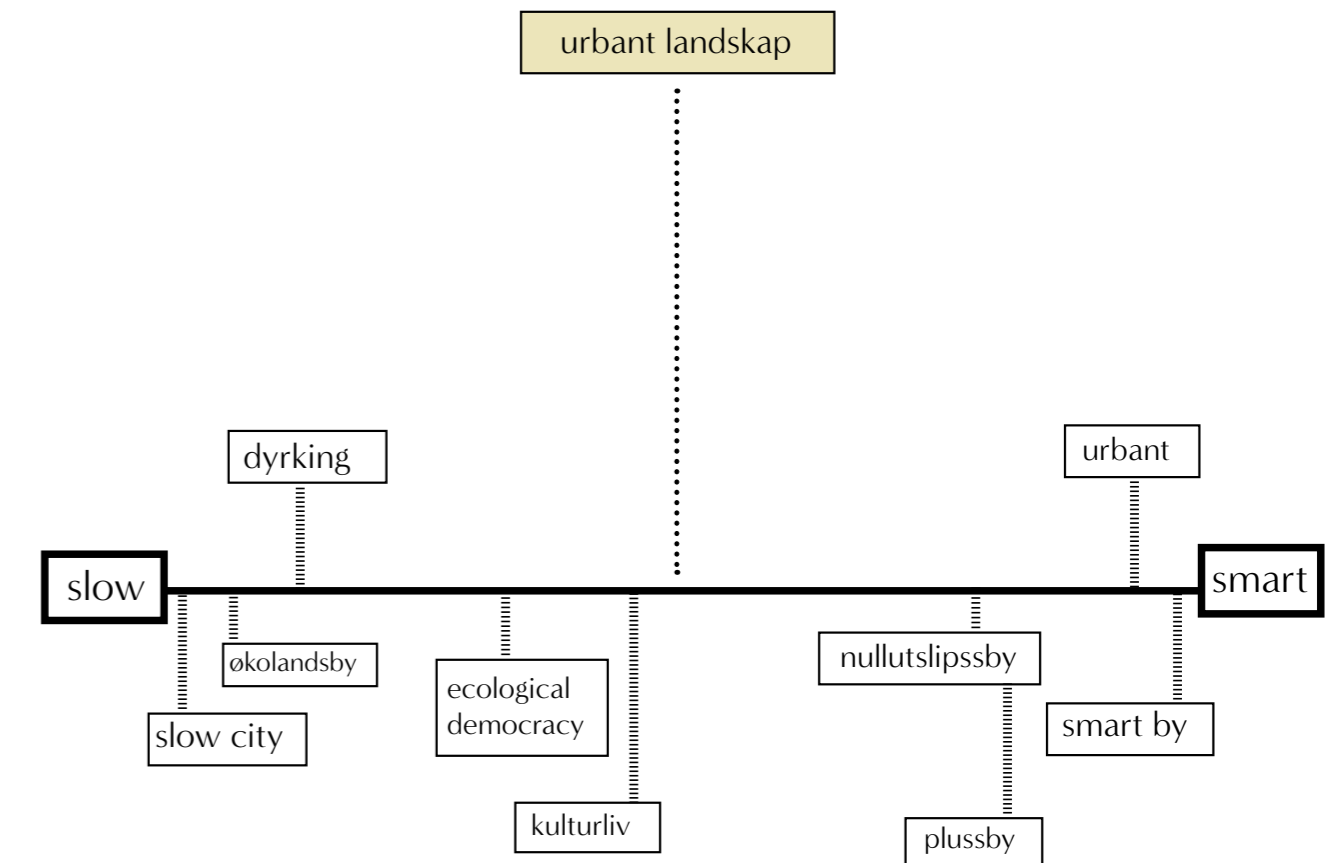 urbant landskap
dyrking
urbant
slow
smart
økolandsby
slow city
ecological
democracy
nullutslipssby
smart by
kulturliv
plussby